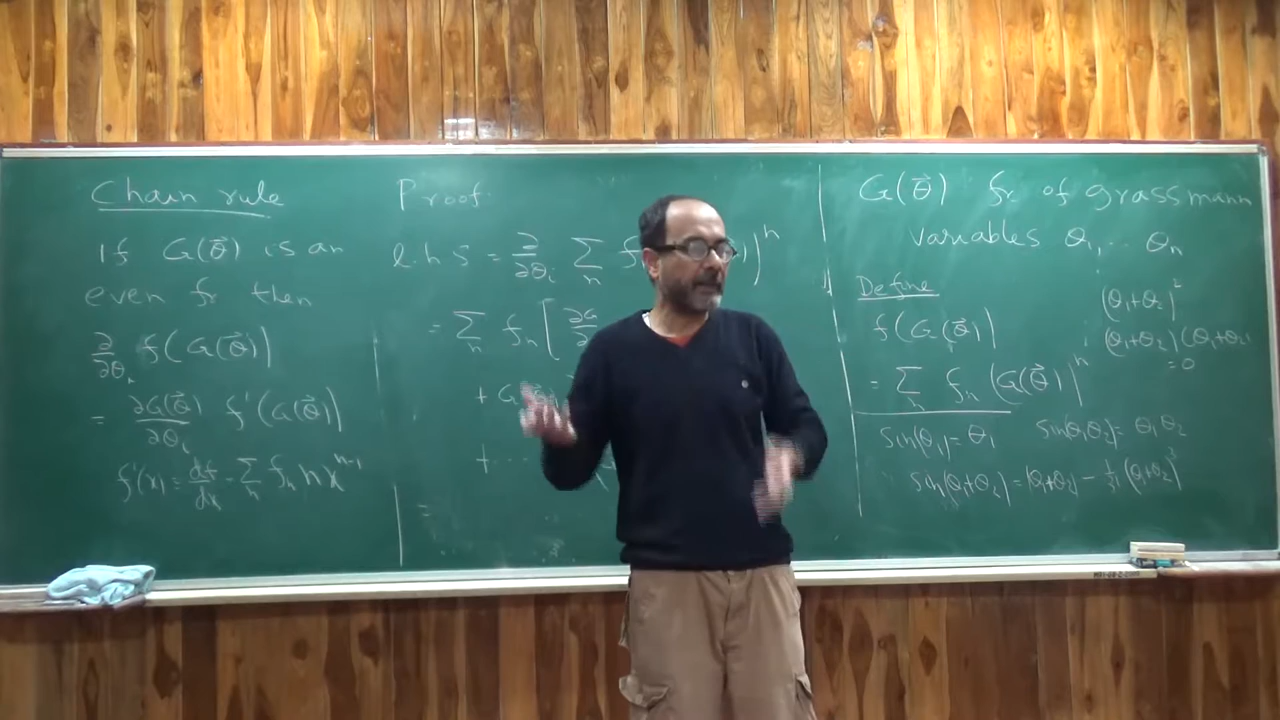 Chain rule
If G(θ⃗) is an
even fn then
∂/∂θᵢ f(G(θ⃗))
= ∂G(θ⃗)/∂θᵢ f'(G(θ⃗))
f'(x) = df/dx = Σₙ fₙ n xⁿ⁻¹
Proof.
l.h.s = ∂/∂θᵢ Σₙ f )ⁿ
= Σₙ fₙ [ ∂G
+ G
+ ...
=
G(θ⃗) fn of grassmann
variables θ₁, .. θₙ
Define
f(G(θ⃗))
= Σₙ fₙ (G(θ⃗))ⁿ
(θ₁+θ₂)²
(θ₁+θ₂)(θ₁+θ₂)
=0
sin(θ₁) = θ₁ sin(θ₁θ₂) = θ₁θ₂
sin(θ₁+θ₂) = (θ₁+θ₂) - 1/3! (θ₁+θ₂)³